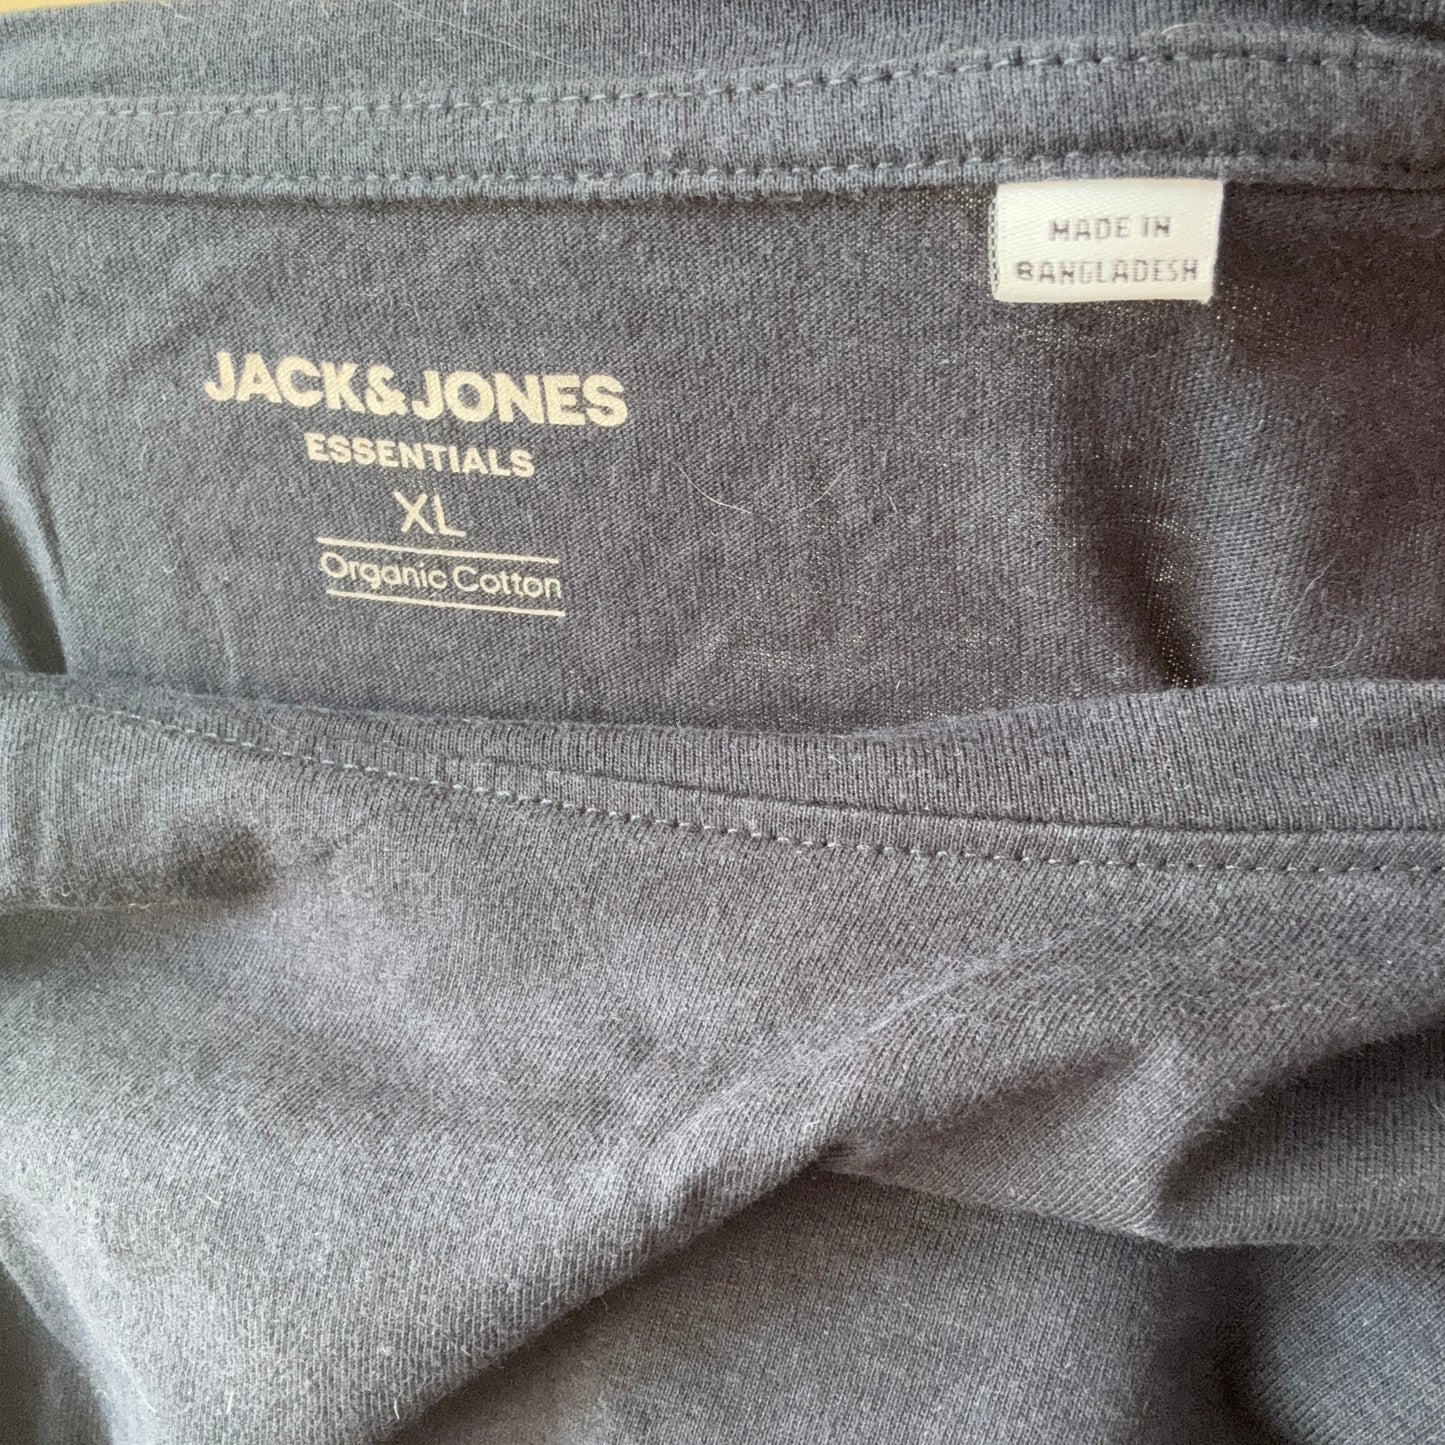 MADE IN
BANGLADESH
JACK&JONES
ESSENTIALS
XL
Organic Cotton